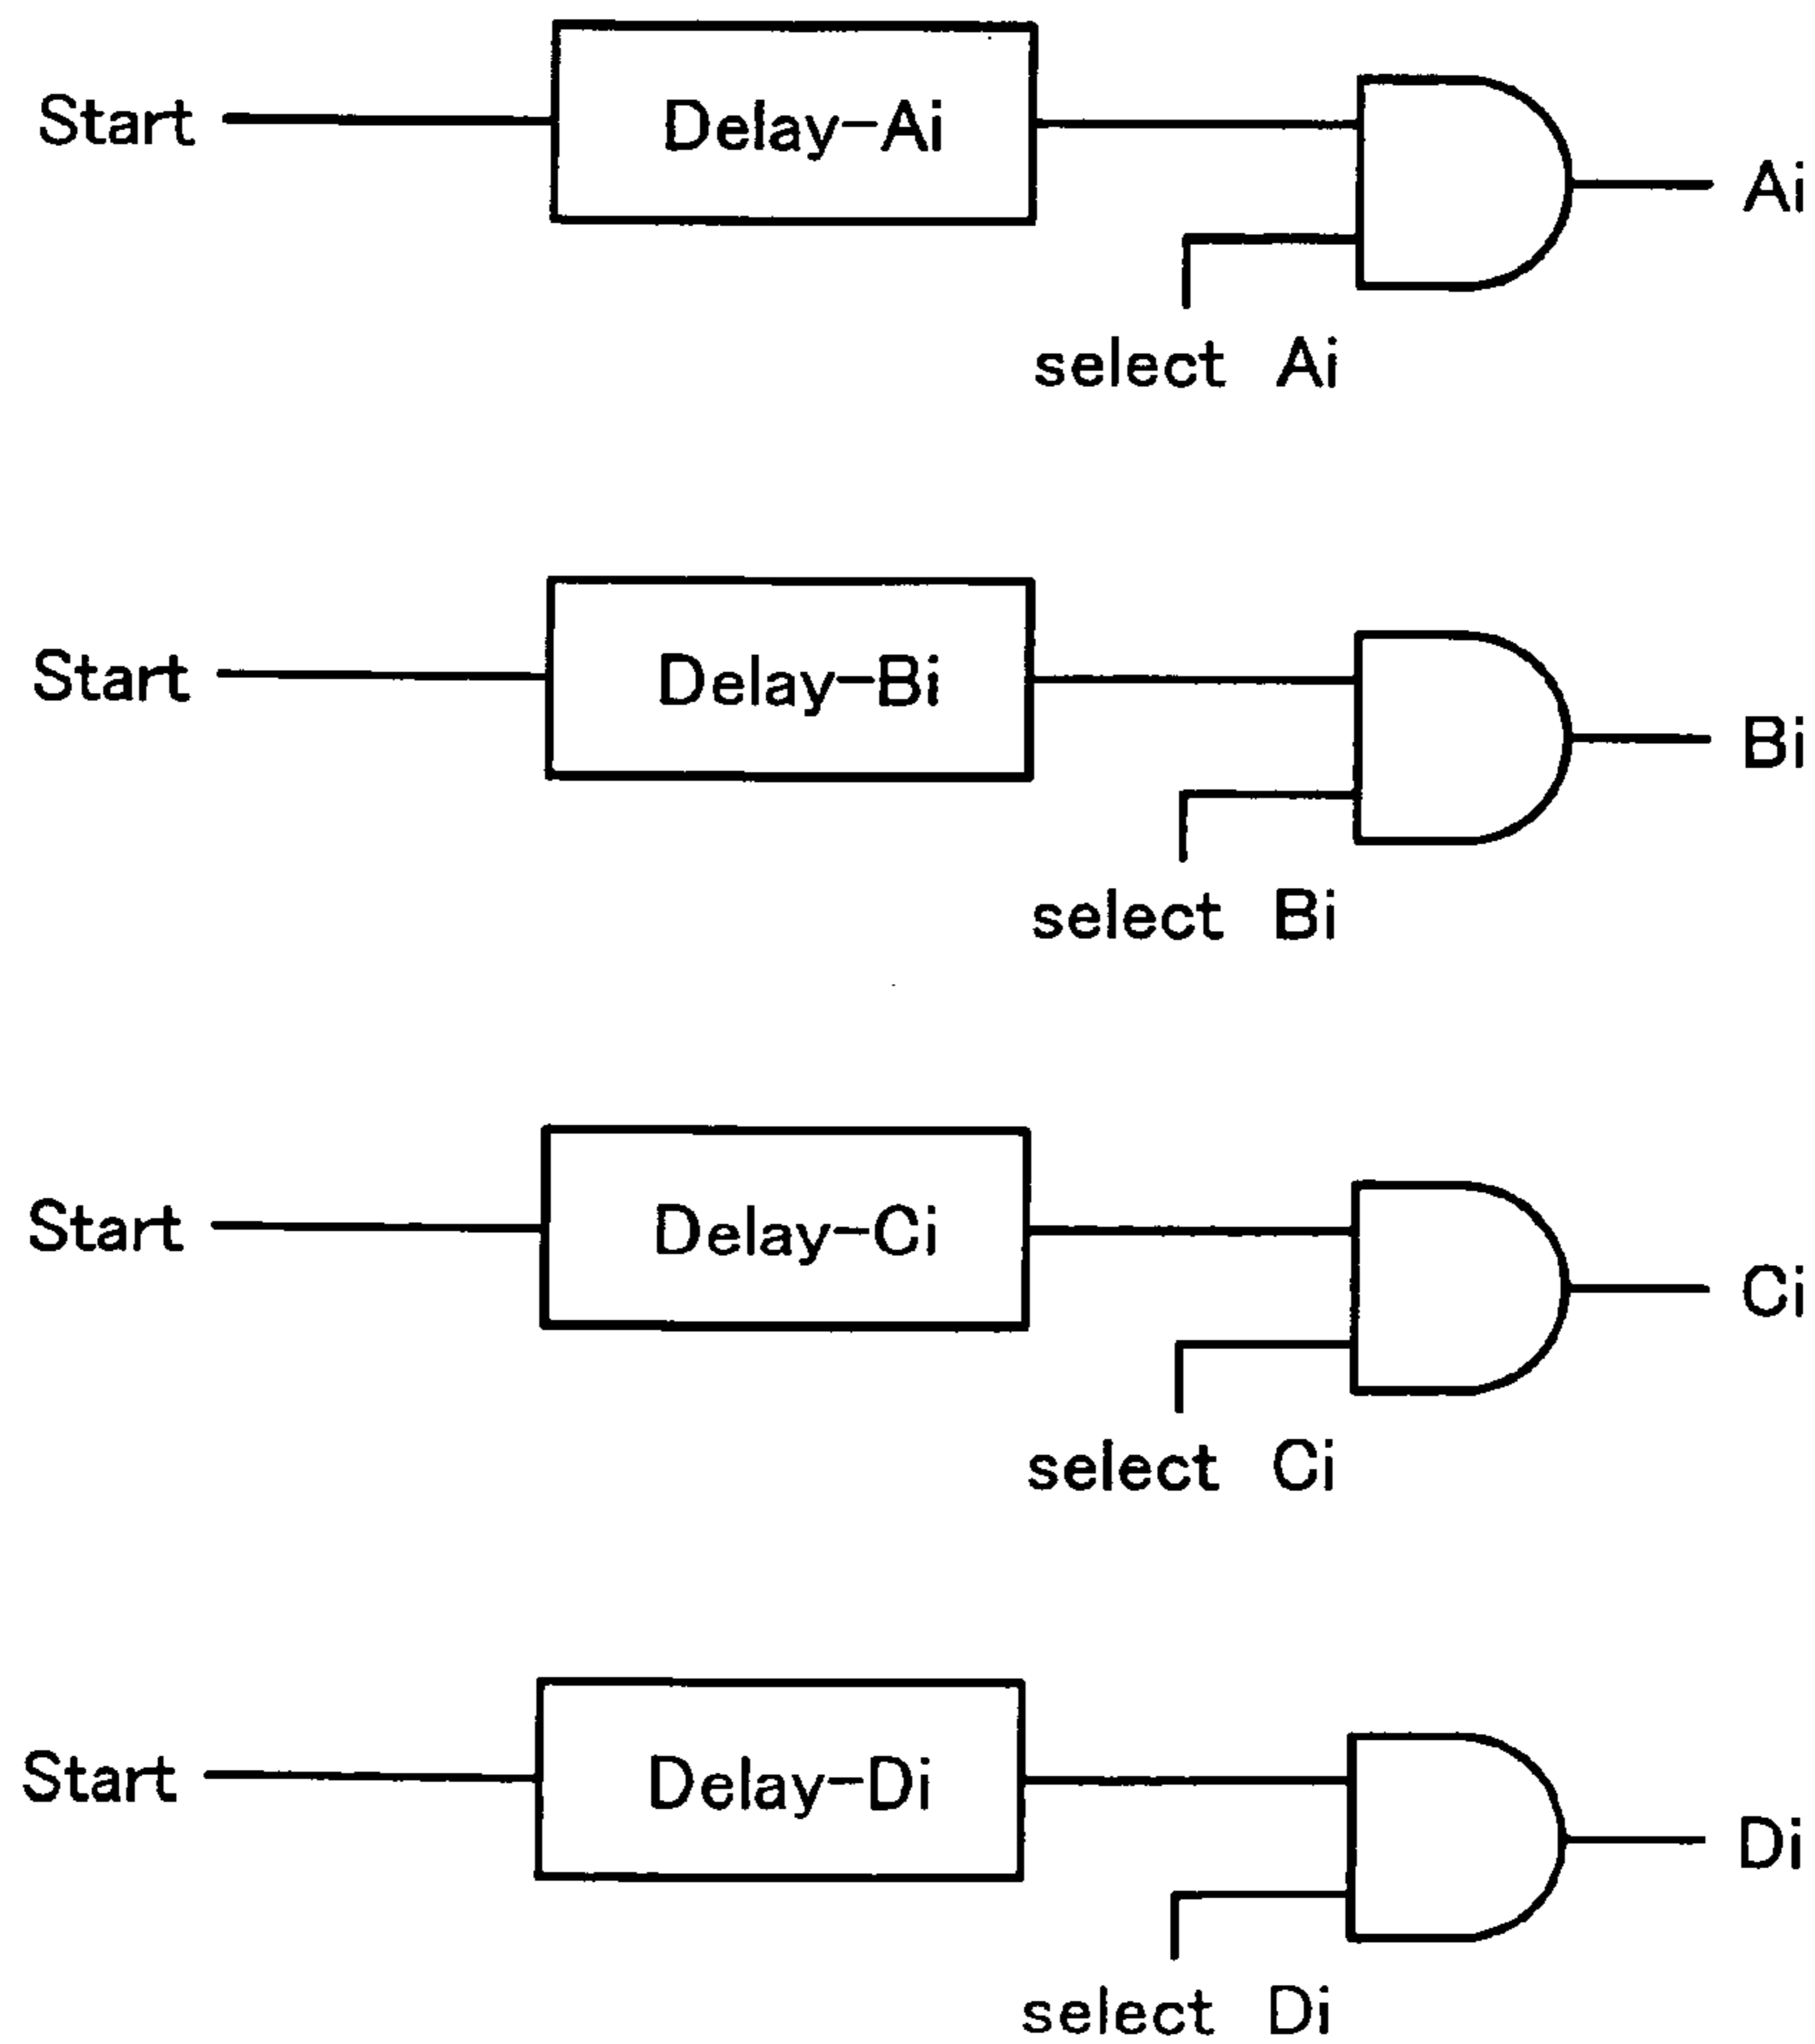 Start Delay-Ai Ai
select Ai
Start Delay-Bi Bi
select Bi
Start Delay-Ci Ci
select Ci
Start Delay-Di Di
select Di